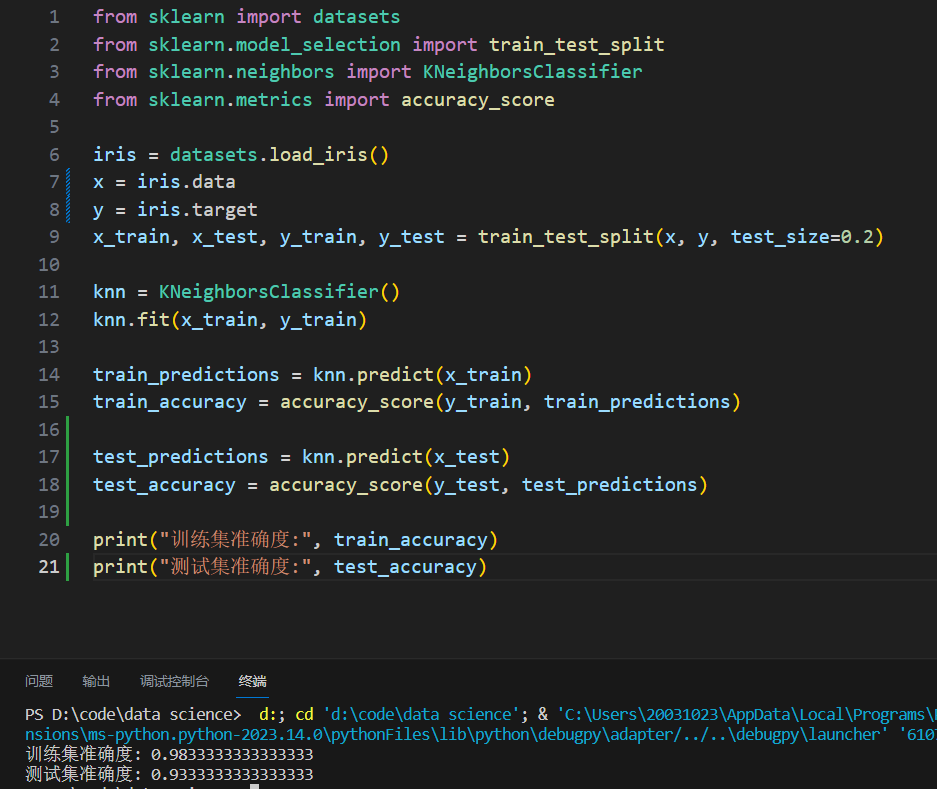 1 from sklearn import datasets
2 from sklearn.model_selection import train_test_split
3 from sklearn.neighbors import KNeighborsClassifier
4 from sklearn.metrics import accuracy_score
5
6 iris = datasets.load_iris()
7 x = iris.data
8 y = iris.target
9 x_train, x_test, y_train, y_test = train_test_split(x, y, test_size=0.2)
10
11 knn = KNeighborsClassifier()
12 knn.fit(x_train, y_train)
13
14 train_predictions = knn.predict(x_train)
15 train_accuracy = accuracy_score(y_train, train_predictions)
16
17 test_predictions = knn.predict(x_test)
18 test_accuracy = accuracy_score(y_test, test_predictions)
19
20 print("训练集准确度:", train_accuracy)
21 print("测试集准确度:", test_accuracy)
问题 输出 调试控制台 终端
PS D:\code\data science> d:; cd 'd:\code\data science'; & 'C:\Users\20031023\AppData\Local\Programs\
nsions\ms-python.python-2023.14.0\pythonFiles\lib\python\debugpy\adapter/../..\debugpy\launcher' '610
训练集准确度: 0.9833333333333333
测试集准确度: 0.9333333333333333